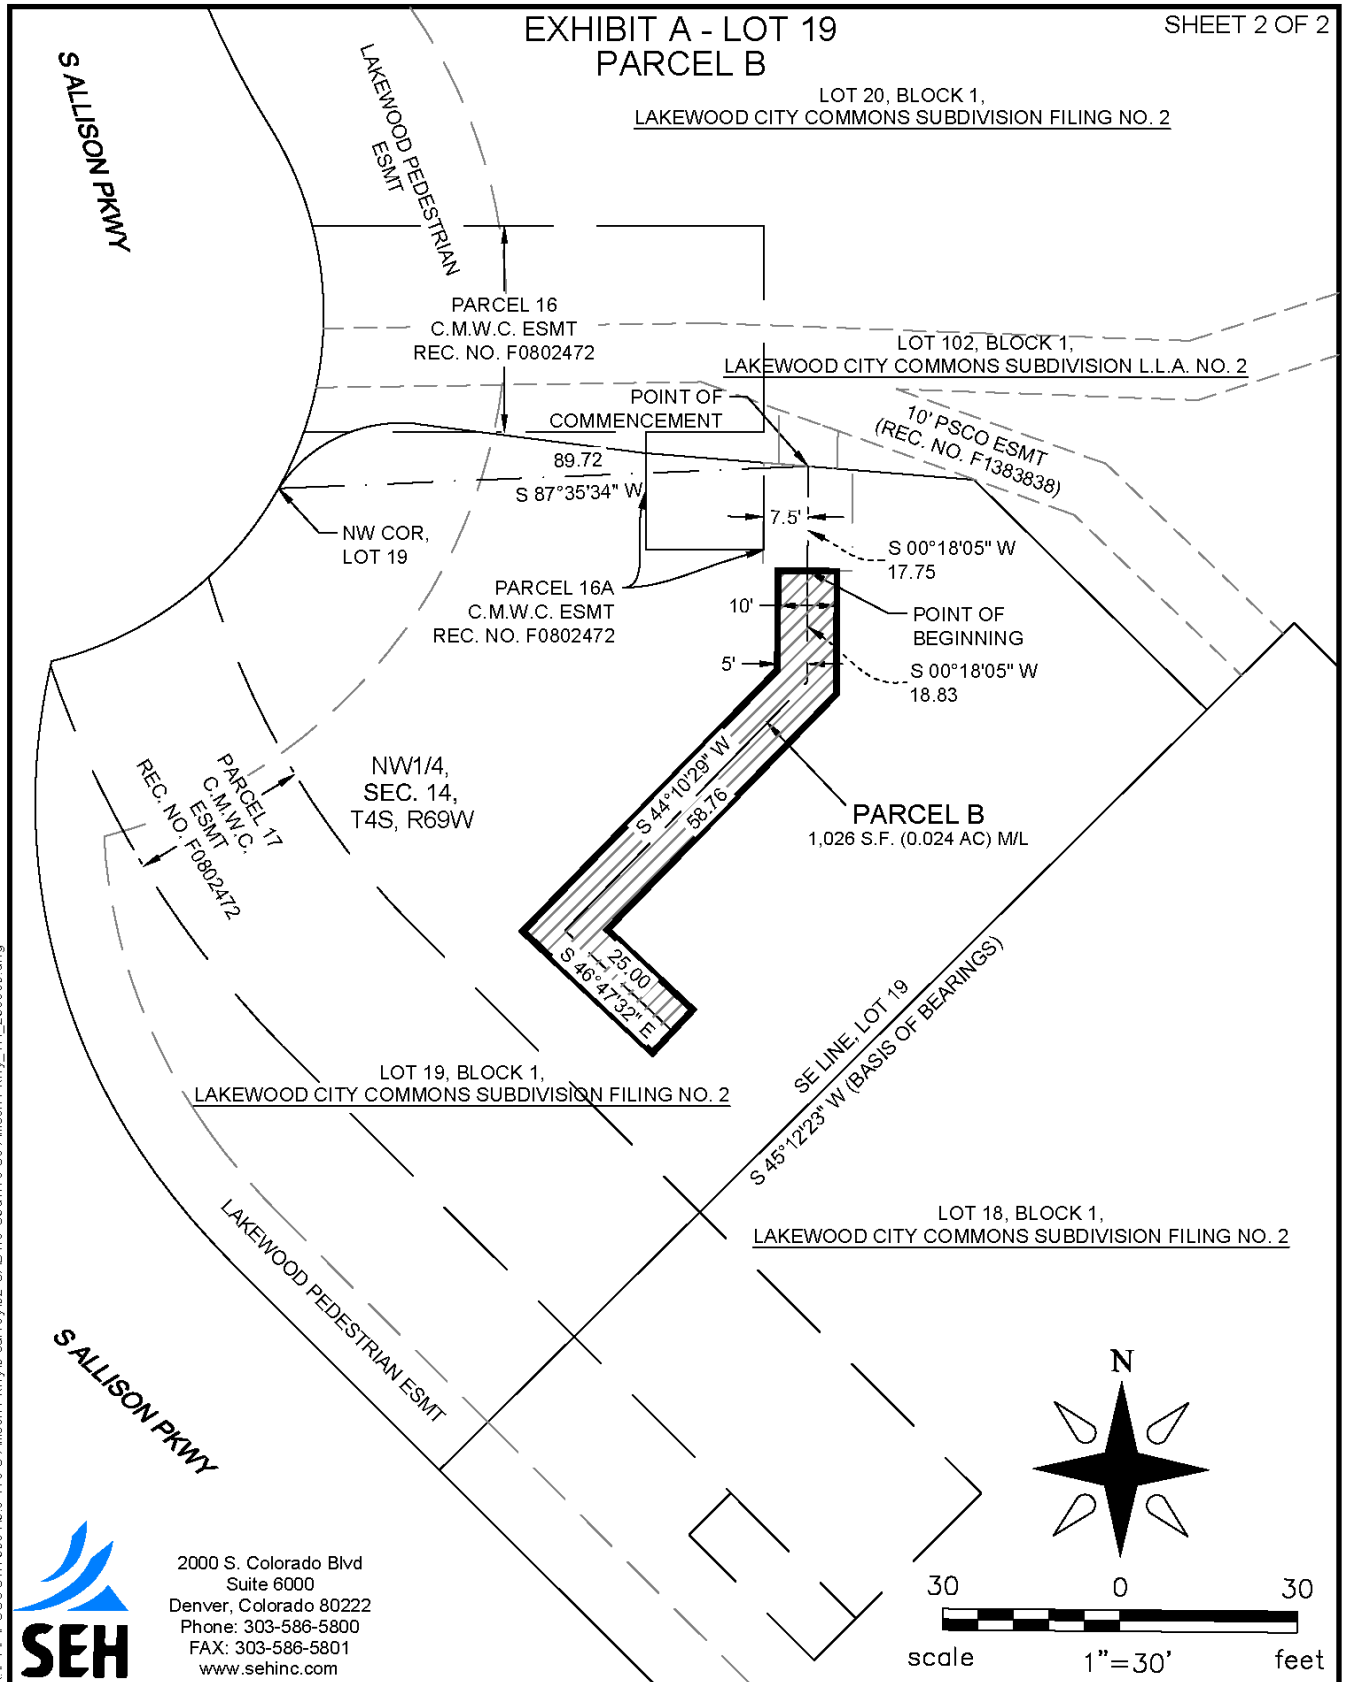 EXHIBIT A - LOT 19
PARCEL B
SHEET 2 OF 2
LOT 20, BLOCK 1,
LAKEWOOD CITY COMMONS SUBDIVISION FILING NO. 2
S ALLISON PKWY
LAKEWOOD PEDESTRIAN
ESMT
PARCEL 16
C.M.W.C. ESMT
REC. NO. F0802472
LOT 102, BLOCK 1,
LAKEWOOD CITY COMMONS SUBDIVISION L.L.A. NO. 2
POINT OF
COMMENCEMENT
10' PSCO ESMT
(REC. NO. F1383838)
89.72
S 87°35'34" W
NW COR,
LOT 19
7.5'
S 00°18'05" W
17.75
PARCEL 16A
C.M.W.C. ESMT
REC. NO. F0802472
10'
POINT OF
BEGINNING
5'
S 00°18'05" W
18.83
NW1/4,
SEC. 14,
T4S, R69W
PARCEL 17
C.M.W.C.
ESMT
REC. NO. F0802472
S 44°10'29" W
58.76
PARCEL B
1,026 S.F. (0.024 AC) M/L
25.00
S 46°47'32" E
SE LINE, LOT 19
S 45°12'23" W (BASIS OF BEARINGS)
LOT 19, BLOCK 1,
LAKEWOOD CITY COMMONS SUBDIVISION FILING NO. 2
LOT 18, BLOCK 1,
LAKEWOOD CITY COMMONS SUBDIVISION FILING NO. 2
LAKEWOOD PEDESTRIAN ESMT
S ALLISON PKWY
N
SEH
2000 S. Colorado Blvd
Suite 6000
Denver, Colorado 80222
Phone: 303-586-5800
FAX: 303-586-5801
www.sehinc.com
30 0 30
scale 1"=30' feet